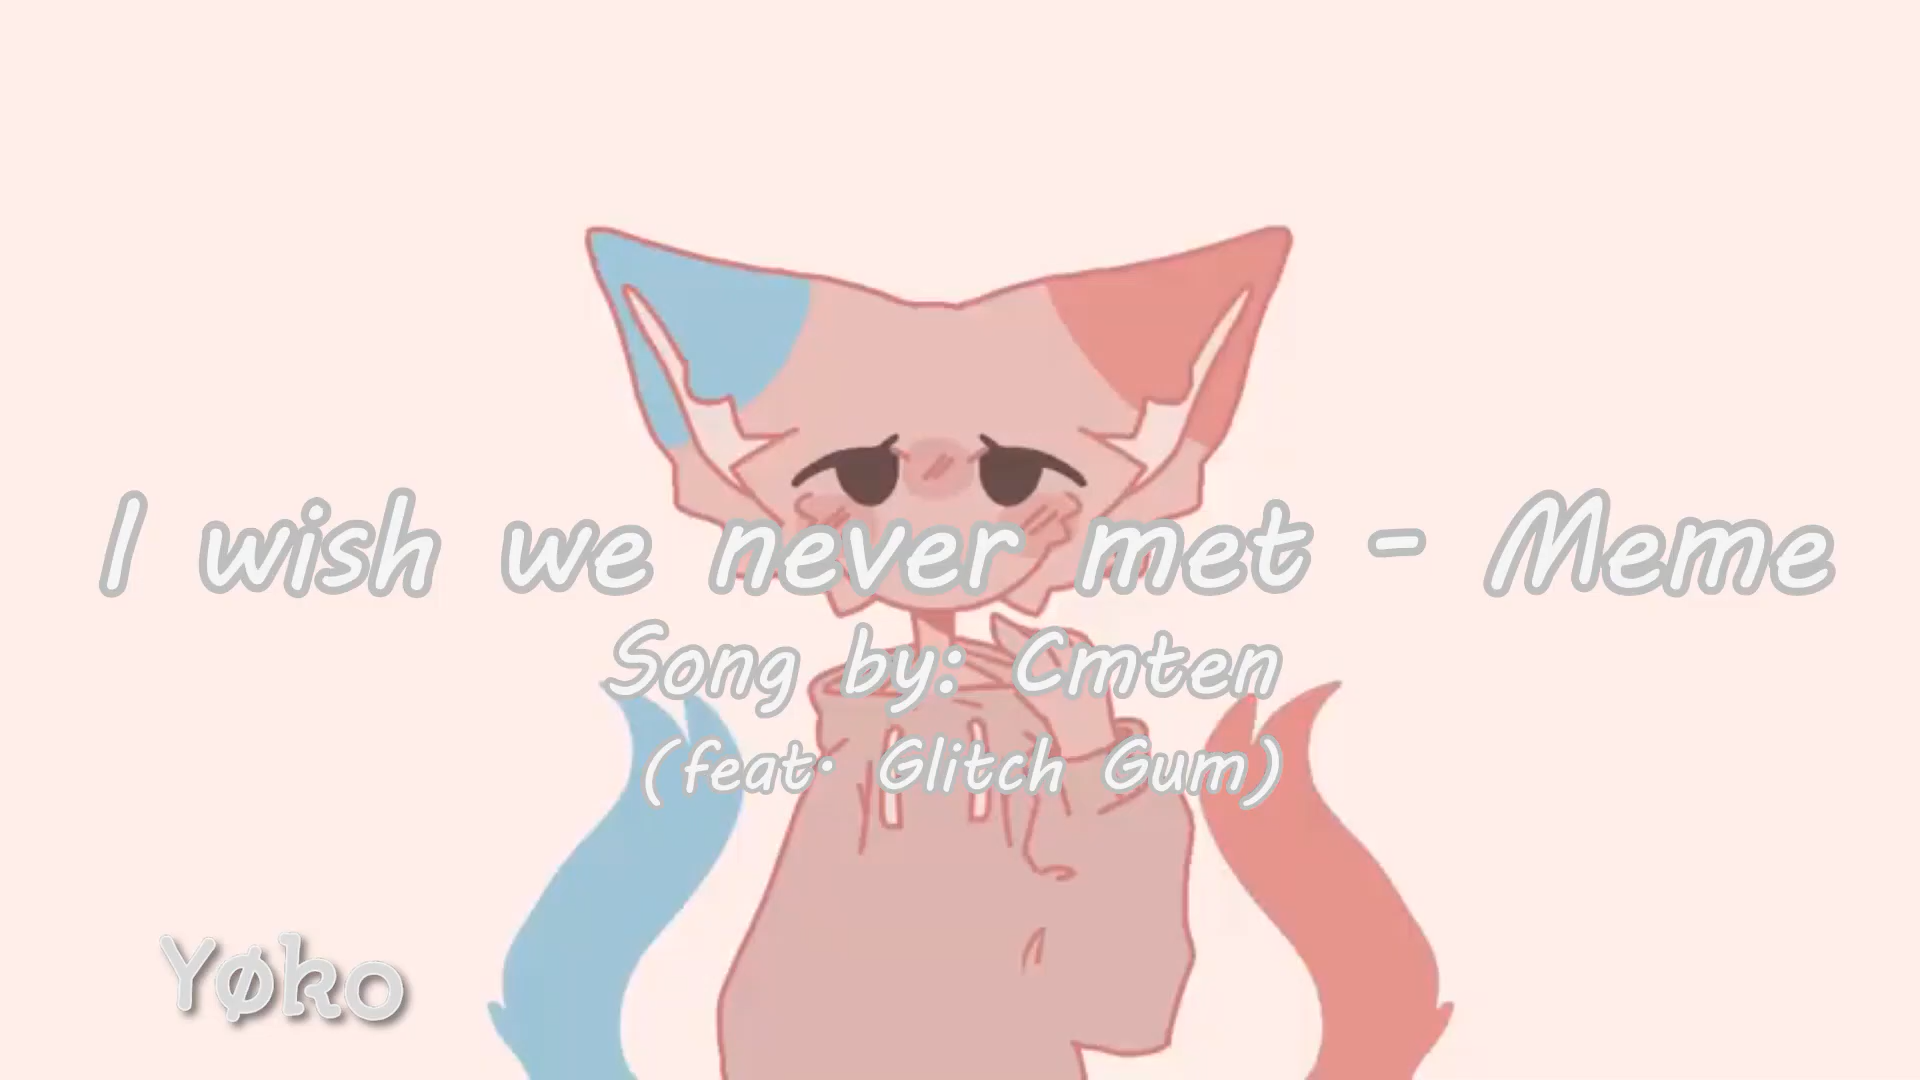 I wish we never met - Meme
Song by: Cmten
(feat. Glitch Gum)
Yøko